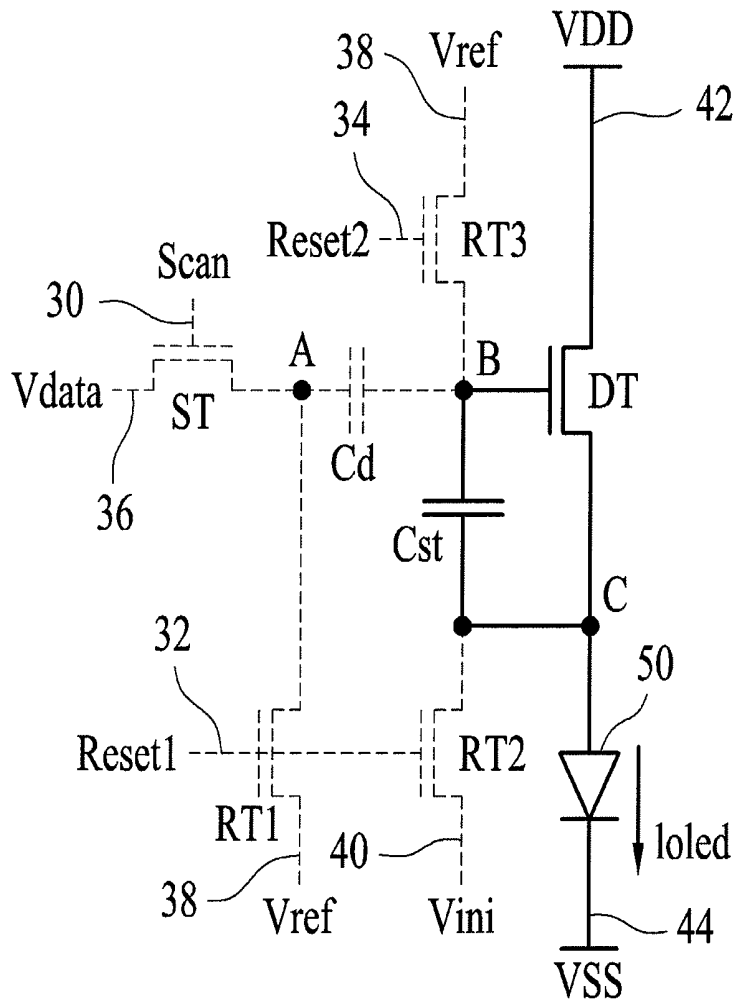 38
Vref
VDD
34
42
Reset2
RT3
Scan
30
A
B
Vdata
ST
DT
Cd
36
Cst
C
32
50
Reset1
RT2
RT1
40
Ioled
38
Vref
Vini
44
VSS